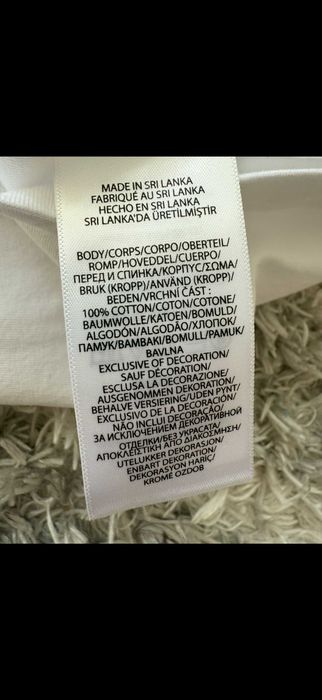 MADE IN SRI LANKA
FABRIQUÉ AU SRI LANKA
HECHO EN SRI LANKA
SRI LANKA'DA ÜRETİLMİŞTİR
BODY/CORPS/CORPO/OBERTEIL/
ROMP/HOVEDDEL/CUERPO/
ПЕРЕД И СПИНКА/КОРПУС/ΣΩΜΑ/
BRUK (KROPP)/ANVÄND (KROPP)/
BEDEN/VRCHNÍ ČÁST :
100% COTTON/COTON/COTONE/
BAUMWOLLE/KATOEN/BOMULD/
ALGODÓN/ALGODÃO/ХЛОПОК/
ΠΑΜΥΚ/BAMBAKI/BOMULL/PAMUK/
BAVLNA
EXCLUSIVE OF DECORATION/
SAUF DÉCORATION/
ESCLUSA LA DECORAZIONE/
AUSGENOMMEN DEKORATION/
BEHALVE VERSIERING/UDEN PYNT/
EXCLUSIVO DE LA DECORACIÓN/
NÃO INCLUI DECORAÇÃO/
ЗА ИСКЛЮЧЕНИЕМ ДЕКОРАТИВНОЙ
ОТДЕЛКИ/БЕЗ УКРАСАТА/
ΑΠΟΚΛΕΙΣΤΙΚΗ ΑΠΟ ΔΙΑΚΟΣΜΗΣΗ/
UTELUKKER DEKORASJON/
ENBART DEKORATION/
DEKORASYON HARİÇ/
KROMĚ OZDOB